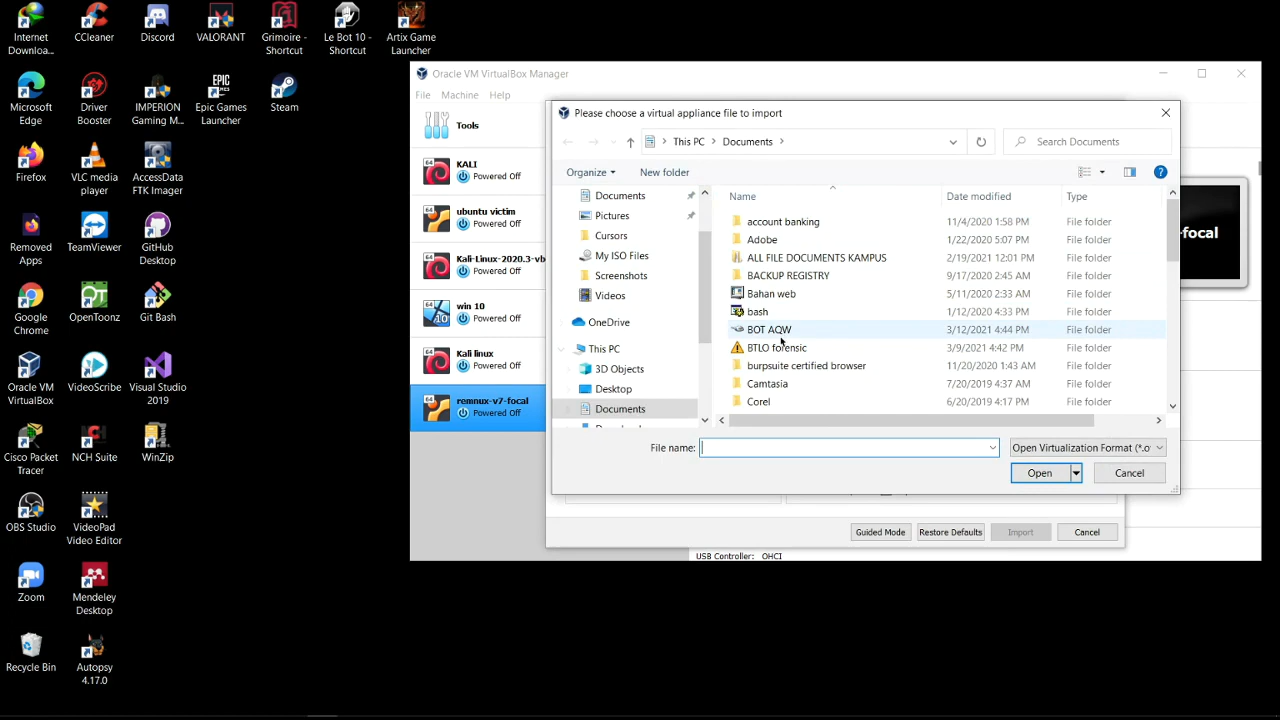 Internet
Downloa...
CCleaner
Discord
VALORANT
Grimoire -
Shortcut
Le Bot 10 -
Shortcut
Artix Game
Launcher
Microsoft
Edge
Driver
Booster
IMPERION
Gaming M...
EPIC
GAMES
Epic Games
Launcher
Steam
Firefox
VLC media
player
AccessData
FTK Imager
Removed
Apps
TeamViewer
GitHub
Desktop
Google
Chrome
OpenToonz
Git Bash
Oracle VM
VirtualBox
VideoScribe
Visual Studio
2019
Cisco Packet
Tracer
NCH Suite
WinZip
OBS Studio
VideoPad
Video Editor
Zoom
Mendeley
Desktop
Recycle Bin
Autopsy
4.17.0
Oracle VM VirtualBox Manager
File Machine Help
Tools
64
KALI
Powered Off
64
ubuntu victim
Powered Off
64
Kali-Linux-2020.3-vb
Powered Off
64
10
win 10
Powered Off
64
Kali linux
Powered Off
64
remnux-v7-focal
Powered Off
-focal
Please choose a virtual appliance file to import
This PC > Documents >
Search Documents
Organize
New folder
Documents
Pictures
Cursors
My ISO Files
Screenshots
Videos
OneDrive
This PC
3D Objects
Desktop
Documents
Name Date modified Type
account banking 11/4/2020 1:58 PM File folder
Adobe 1/22/2020 5:07 PM File folder
ALL FILE DOCUMENTS KAMPUS 2/19/2021 12:01 PM File folder
BACKUP REGISTRY 9/17/2020 2:45 AM File folder
Bahan web 5/11/2020 2:33 AM File folder
bash 1/12/2020 4:33 PM File folder
BOT AQW 3/12/2021 4:44 PM File folder
BTLO forensic 3/9/2021 4:42 PM File folder
burpsuite certified browser 11/20/2020 1:43 AM File folder
Camtasia 7/20/2019 4:37 PM File folder
Corel 6/20/2019 4:17 PM File folder
File name:
Open Virtualization Format (*.o
Open
Cancel
Guided Mode
Restore Defaults
Import
Cancel
USB Controller: OHCI